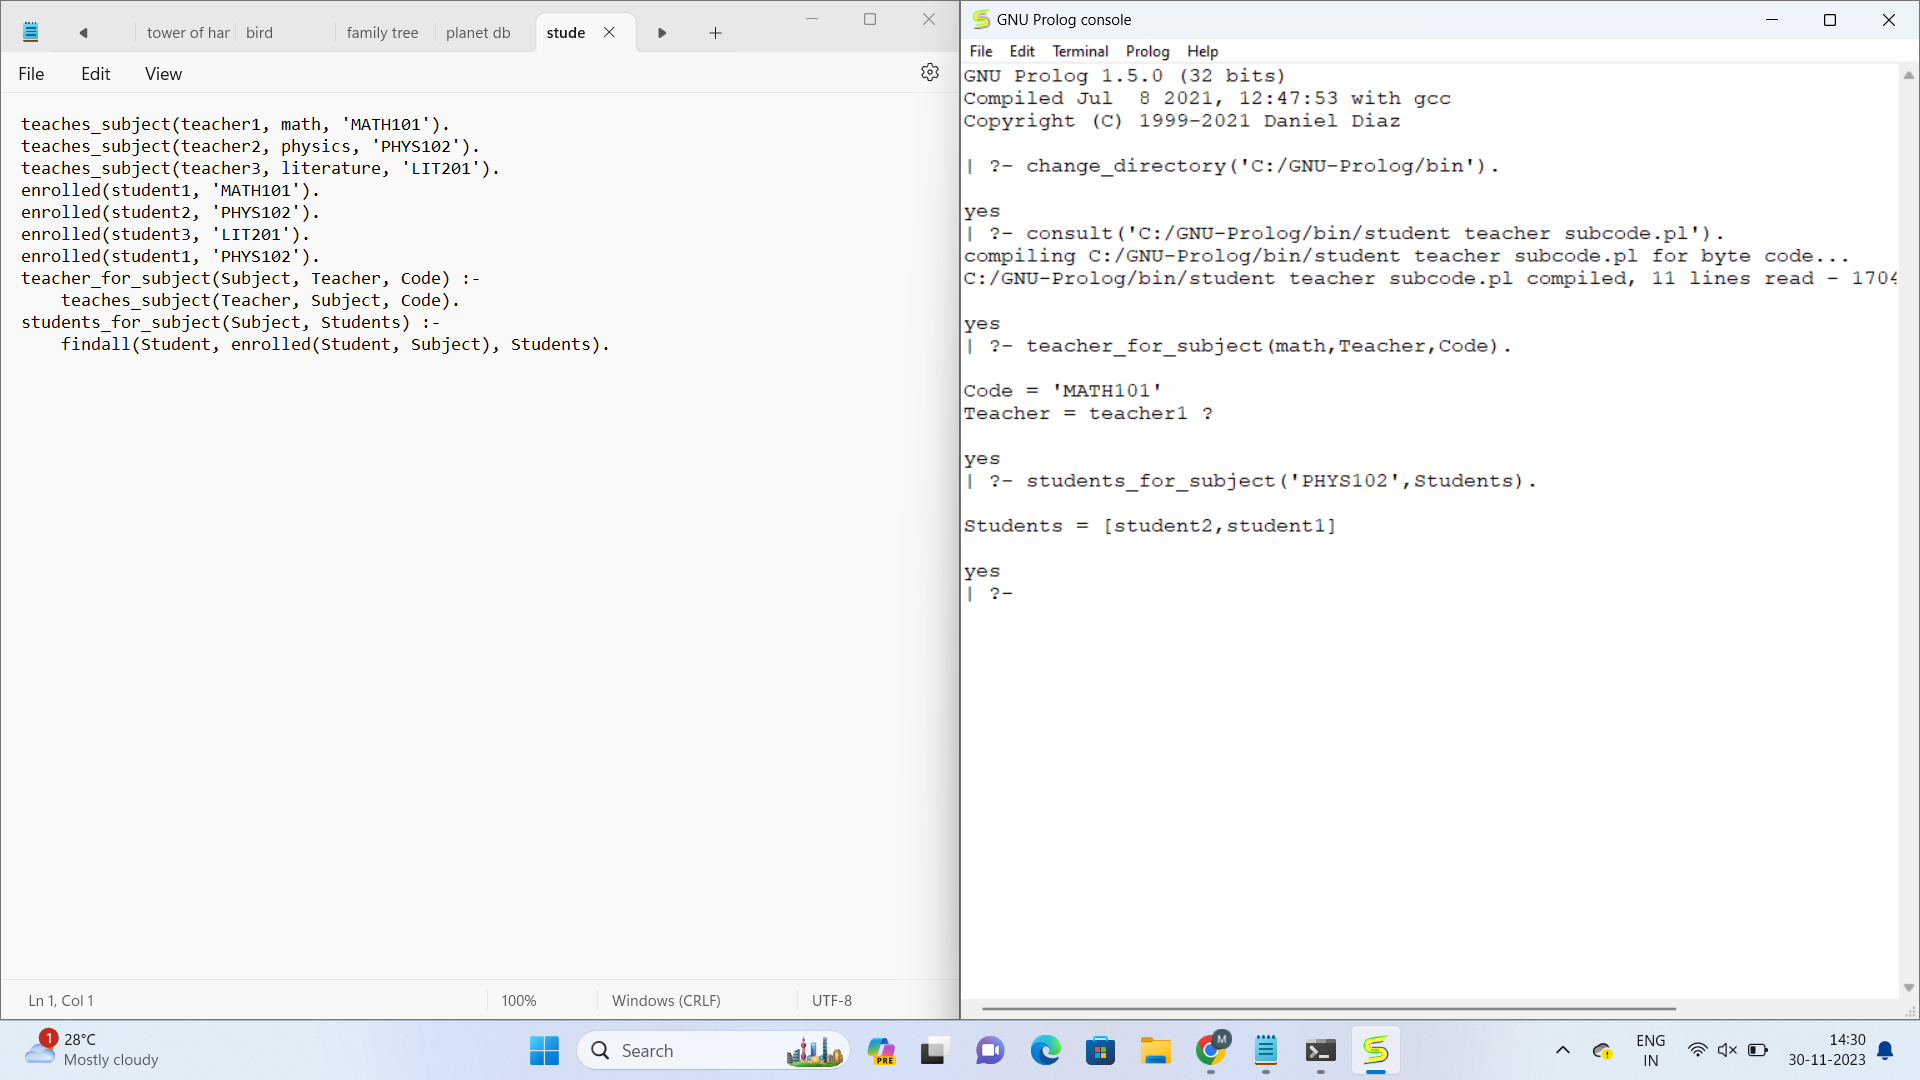 tower of har
bird
family tree
planet db
stude
File Edit View
teaches_subject(teacher1, math, 'MATH101').
teaches_subject(teacher2, physics, 'PHYS102').
teaches_subject(teacher3, literature, 'LIT201').
enrolled(student1, 'MATH101').
enrolled(student2, 'PHYS102').
enrolled(student3, 'LIT201').
enrolled(student1, 'PHYS102').
teacher_for_subject(Subject, Teacher, Code) :-
    teaches_subject(Teacher, Subject, Code).
students_for_subject(Subject, Students) :-
    findall(Student, enrolled(Student, Subject), Students).
Ln 1, Col 1
100%
Windows (CRLF)
UTF-8
GNU Prolog console
File Edit Terminal Prolog Help
GNU Prolog 1.5.0 (32 bits)
Compiled Jul  8 2021, 12:47:53 with gcc
Copyright (C) 1999-2021 Daniel Diaz
| ?- change_directory('C:/GNU-Prolog/bin').
yes
| ?- consult('C:/GNU-Prolog/bin/student teacher subcode.pl').
compiling C:/GNU-Prolog/bin/student teacher subcode.pl for byte code...
C:/GNU-Prolog/bin/student teacher subcode.pl compiled, 11 lines read - 1704
yes
| ?- teacher_for_subject(math,Teacher,Code).
Code = 'MATH101'
Teacher = teacher1 ?
yes
| ?- students_for_subject('PHYS102',Students).
Students = [student2,student1]
yes
| ?-
1
28°C
Mostly cloudy
Search
PRE
M
ENG
IN
14:30
30-11-2023